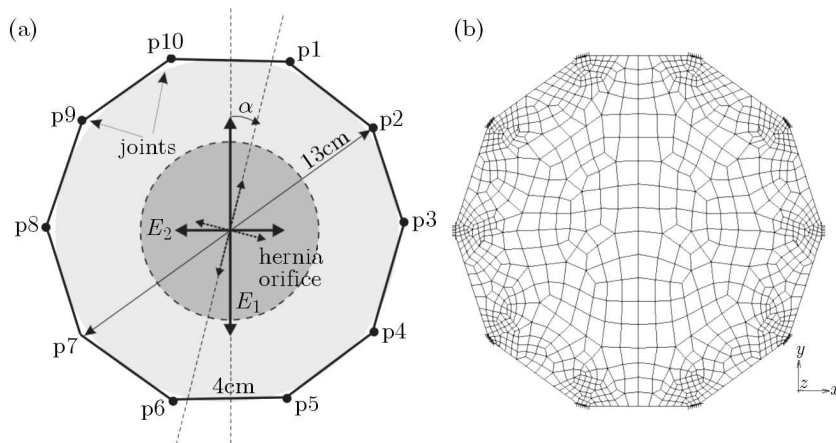 (a)
p10
p1
(b)
α
p9
p2
joints
13cm
p8
E2
p3
hernia
orifice
E1
p7
p4
4cm
p6
p5
y
z
x